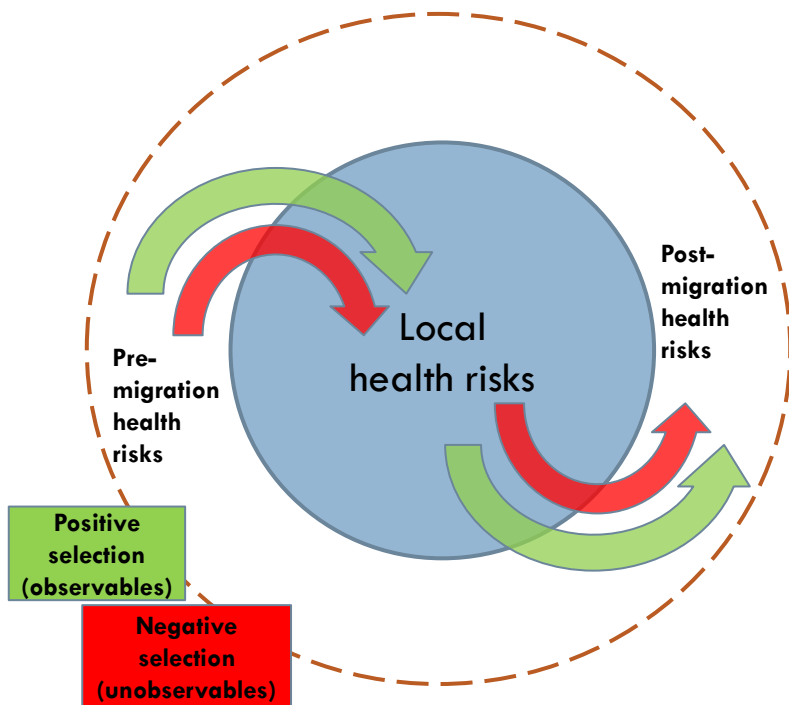 Post-
migration
health
risks
Local
health risks
Pre-
migration
health
risks
Positive
selection
(observables)
Negative
selection
(unobservables)